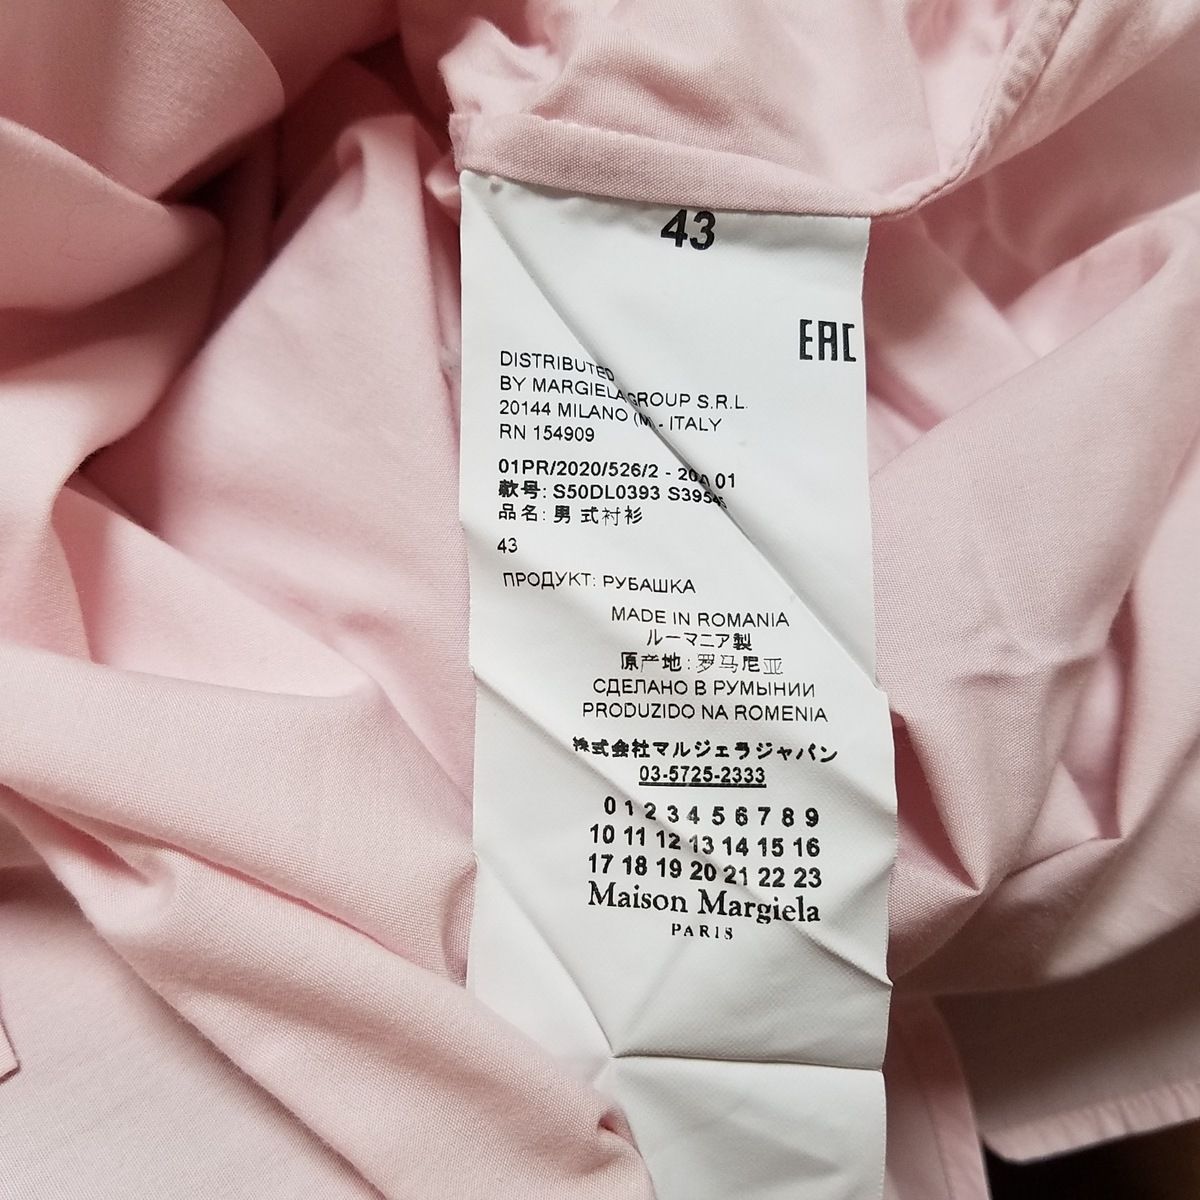 43
EAC
DISTRIBUTED
BY MARGIELA GROUP S.R.L.
20144 MILANO - ITALY
RN 154909
01PR/2020/526/2 - 20A 01
款号: S50DL0393
品名: 男式衬衫
43
ПРОДУКТ: РУБАШКА
MADE IN ROMANIA
ルーマニア製
原产地: 罗马尼亚
СДЕЛАНО В РУМЫНИИ
PRODUZIDO NA ROMENIA
株式会社マルジェラジャパン
03-5725-2333
0 1 2 3 4 5 6 7 8 9
10 11 12 13 14 15 16
17 18 19 20 21 22 23
Maison Margiela
PARIS